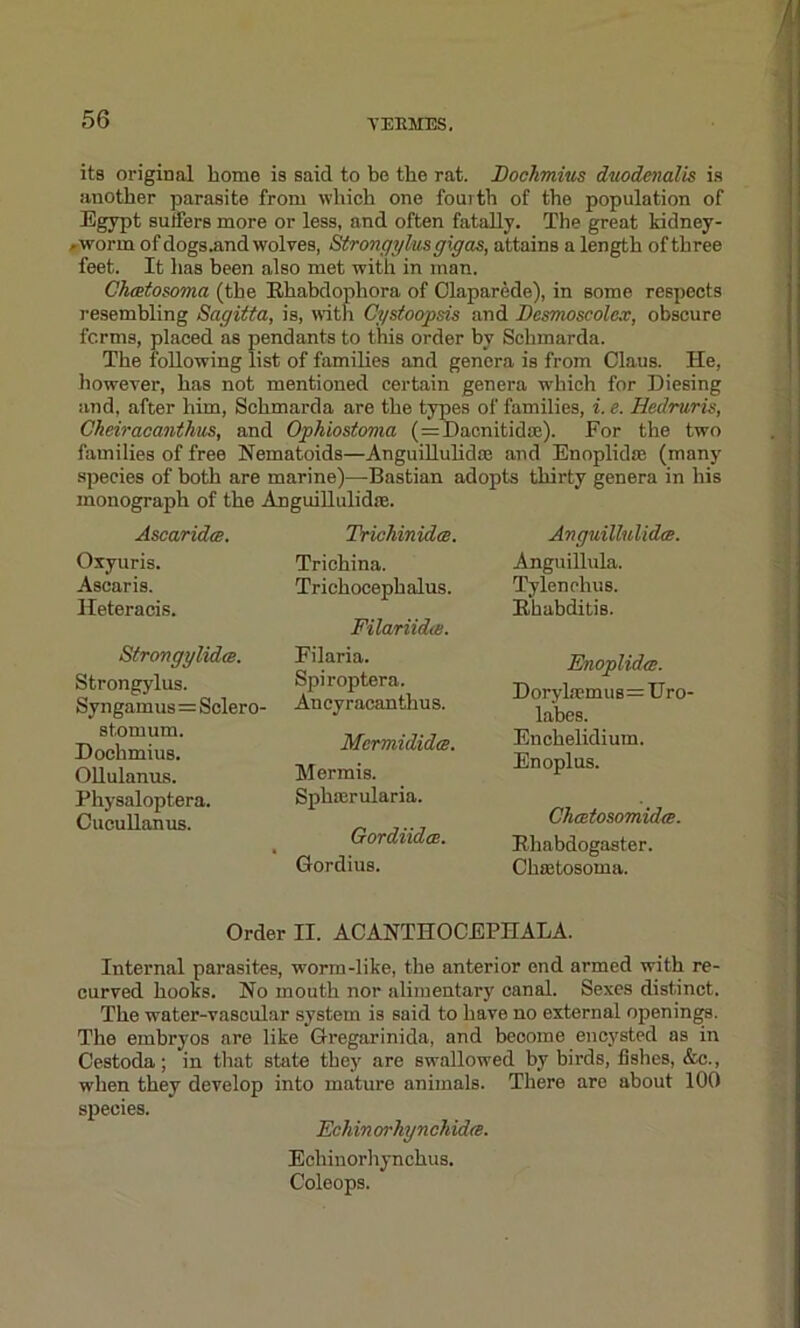 56
VERMES.
its original home is said to be the rat. Dochmius duodenalis is
another parasite from which one fourth of the population of
Egypt suffers more or less, and often fatally. The great kidney-
worm of dogs.and wolves, Strongylus gigas, attains a length of three
feet. It has been also met with in man.
Chætosoma (the Rhabdophora of Claparède), in some respects
resembling Sagitta, is, with Cystoopsis and Desmoscolex, obscure
forms, placed as pendants to this order by Schmarda.
The following list of families and genera is from Claus. He,
however, has not mentioned certain genera which for Diesing
and, after him, Schmarda are the types of families, i. e. Hedruris,
Cheiracanthus, and Ophiostoma (=Dacnitidæ). For the two
families of free Nematoids—Anguillulidæ and Enoplidæ (many
species of both are marine)—Bastian adopts thirty genera in his
monograph of the Anguillulidæ.
Ascaridæ.
Oxyuris.
Ascaris.
Heteracis.
Strongylidæ.
Strongylus.
Syngamus=Sclero-
stomum.
Dochmius.
Ollulanus.
Physaloptera.
Cucullanus.
Trichinidæ.
Trichina.
Trichocephalus.
Filariidæ.
Filaria.
Spiroptera.
Ancyracanthus.
Mermididæ.
Mermis.
Sphærularia.
Gordiidæ.
Gordius.
Anguillulidæ.
Anguillula.
Tylenchus.
Rhabditis.
Enoplidæ.
Dorylæmus=Uro-
labes.
Enchelidium.
Enoplus.
Chætosomidæ.
Rhabdogaster.
Chætosoma.
Order II. ACANTHOCEPHALA.
Internal parasites, worm-like, the anterior end armed with re-
curved hooks. No mouth nor alimentary canal. Sexes distinct.
The water-vascular system is said to have no external openings.
The embryos are like Gregarinida, and become encysted as in
Cestoda; in that state they are swallowed by birds, fishes, &c.,
when they develop into mature animals. There are about 100
species.
Echinorhynchidæ.
Echinorhynchus.
Coleops.